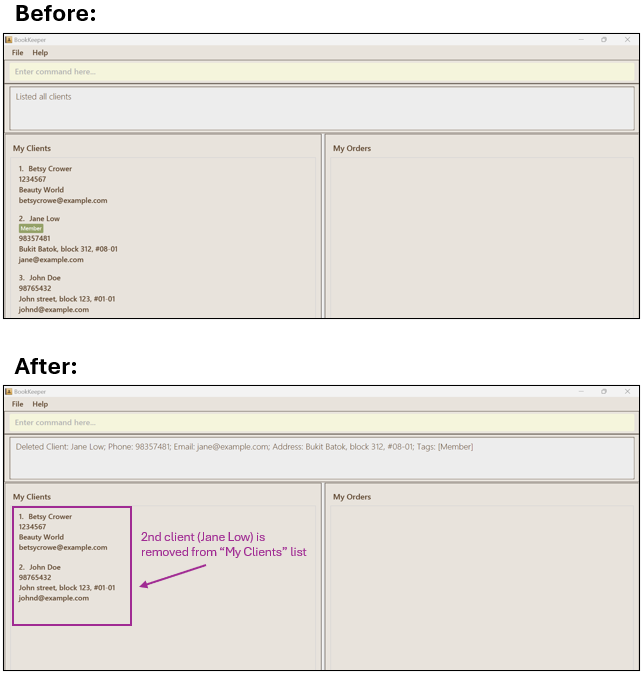 Before:
BookKeeper
File Help
Enter command here...
Listed all clients
My Clients
1. Betsy Crower
1234567
Beauty World
betsycrowe@example.com
2. Jane Low
Member
98357481
Bukit Batok, block 312, #08-01
jane@example.com
3. John Doe
98765432
John street, block 123, #01-01
johnd@example.com
My Orders
After:
BookKeeper
File Help
Enter command here...
Deleted Client: Jane Low; Phone: 98357481; Email: jane@example.com; Address: Bukit Batok, block 312, #08-01; Tags: [Member]
My Clients
1. Betsy Crower
1234567
Beauty World
betsycrowe@example.com
2. John Doe
98765432
John street, block 123, #01-01
johnd@example.com
2nd client (Jane Low) is
removed from “My Clients” list
My Orders